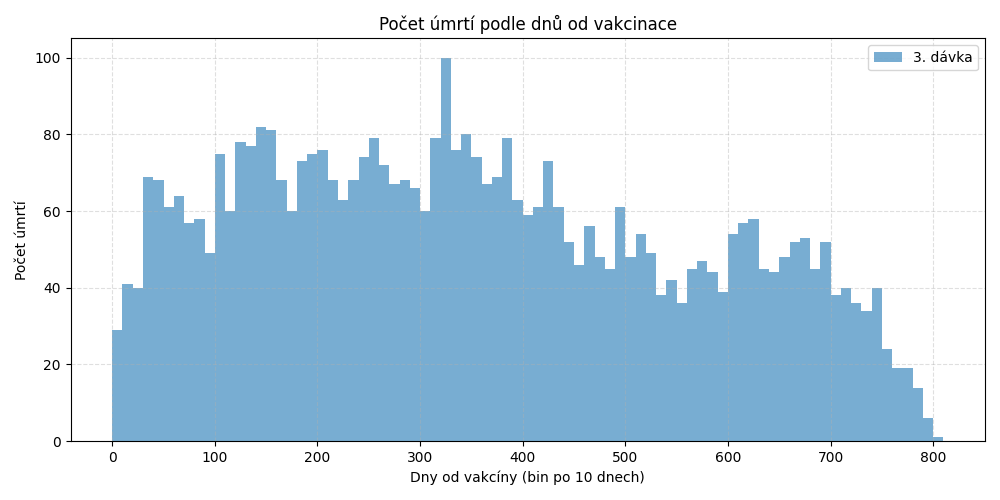 Počet úmrtí podle dnů od vakcinace
3. dávka
Počet úmrtí
100
80
60
40
20
0
0 100 200 300 400 500 600 700 800
Dny od vakcíny (bin po 10 dnech)